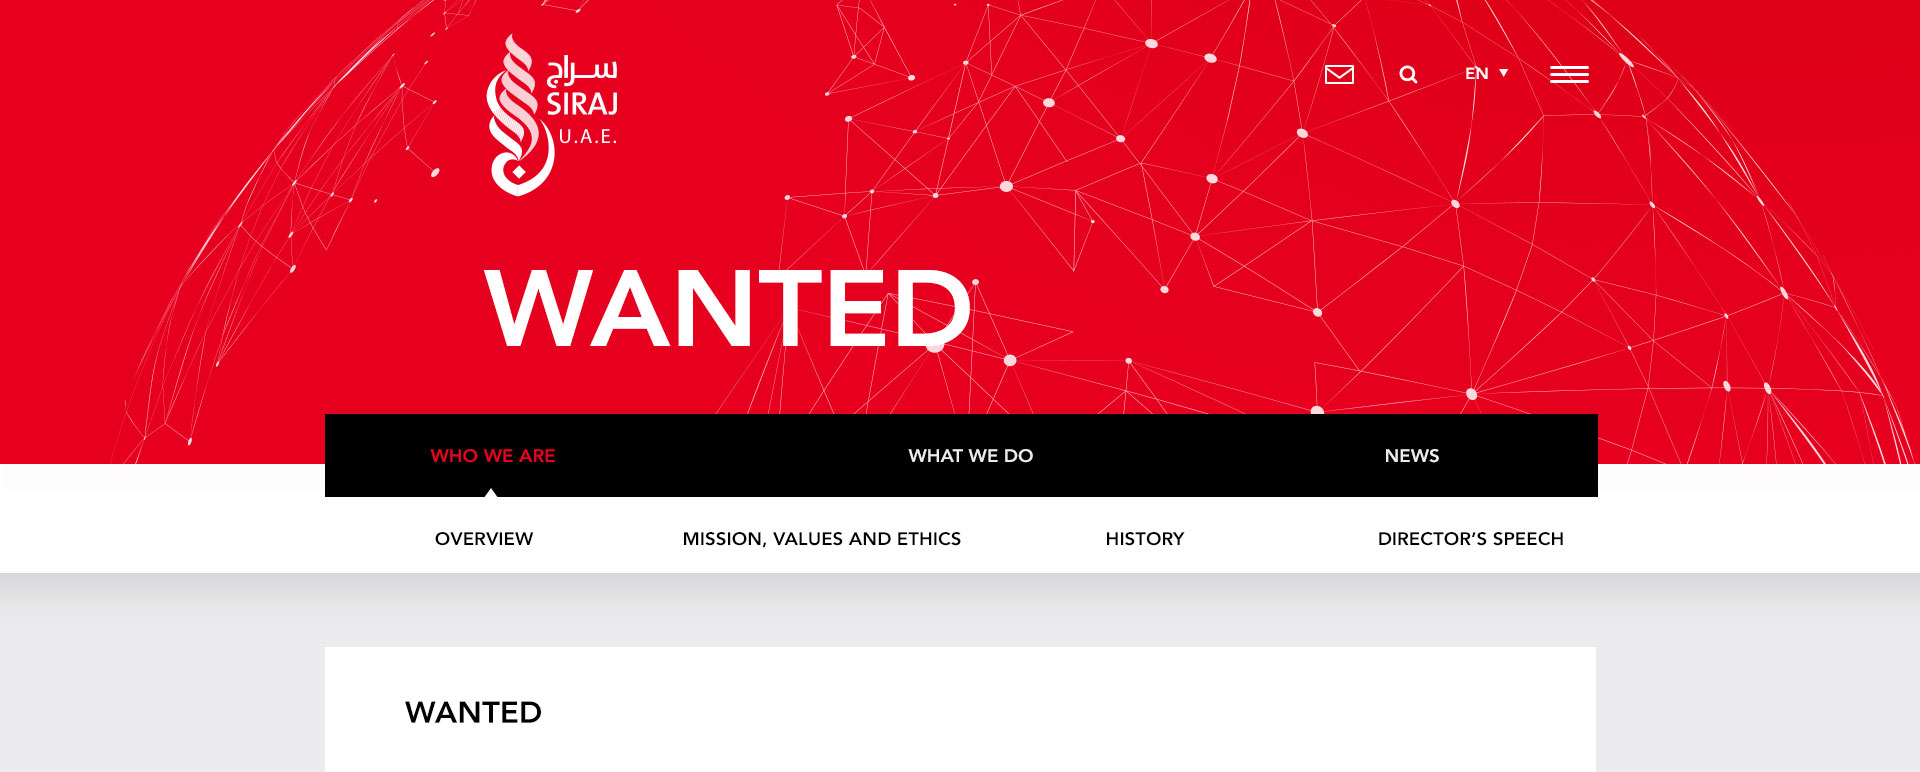 سراج
SIRAJ
U.A.E.
EN
WANTED
WHO WE ARE
WHAT WE DO
NEWS
OVERVIEW
MISSION, VALUES AND ETHICS
HISTORY
DIRECTOR’S SPEECH
WANTED